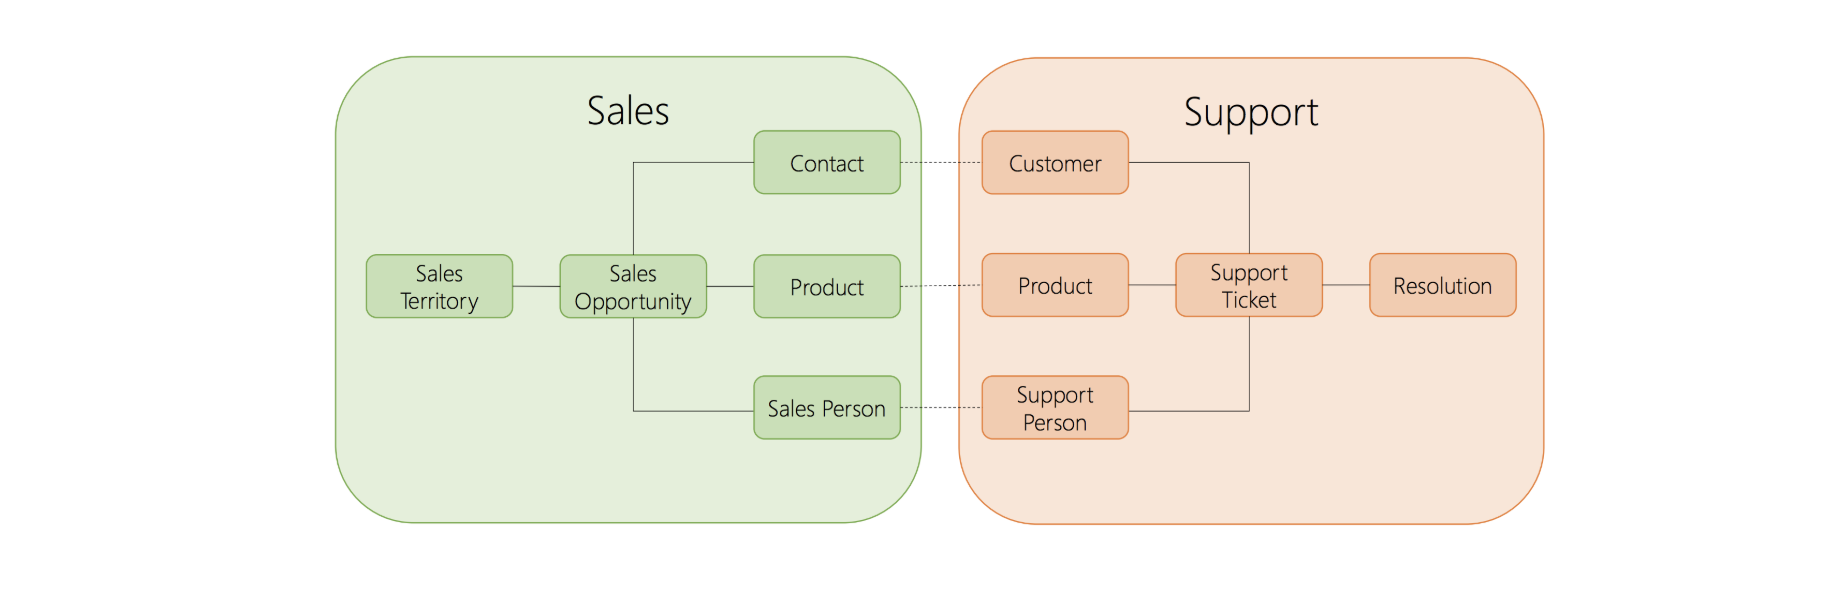 Sales
Contact
Sales
Territory
Sales
Opportunity
Product
Sales Person
Support
Customer
Product
Support
Ticket
Resolution
Support
Person